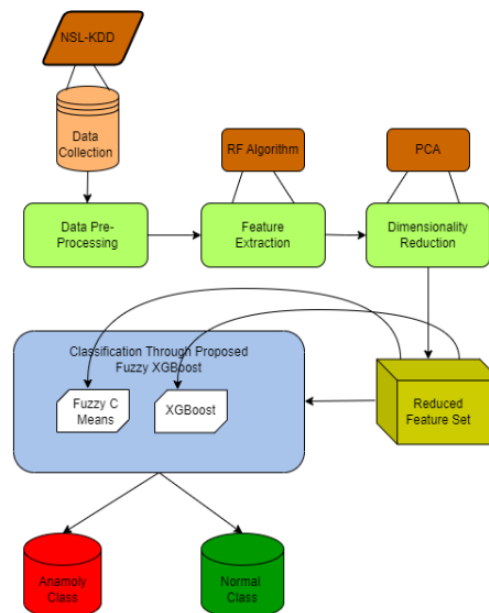 NSL-KDD
Data
Collection
RF Algorithm
PCA
Data Pre-
Processing
Feature
Extraction
Dimensionality
Reduction
Classification Through Proposed
Fuzzy XGBoost
Fuzzy C
Means
XGBoost
Reduced
Feature Set
Anamoly
Class
Normal
Class